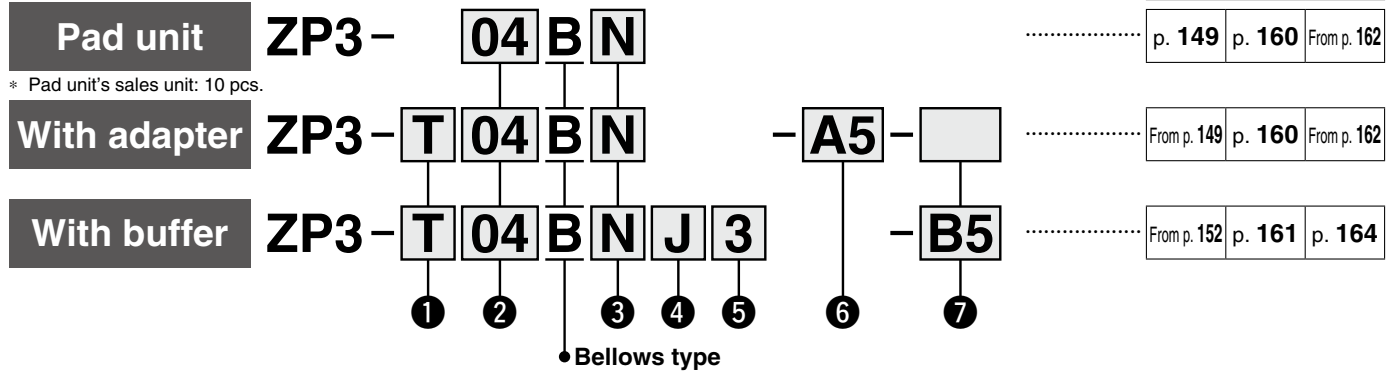 Pad unit ZP3- 04 B N ··················· p. 149 p. 160 From p. 162
* Pad unit's sales unit: 10 pcs.
With adapter ZP3-T 04 B N -A5- ··················· From p. 149 p. 160 From p. 162
With buffer ZP3-T 04 B N J 3 -B5 ··················· From p. 152 p. 161 p. 164
❶ ❷ ❸ ❹ ❺ ❻ ❼
●Bellows type